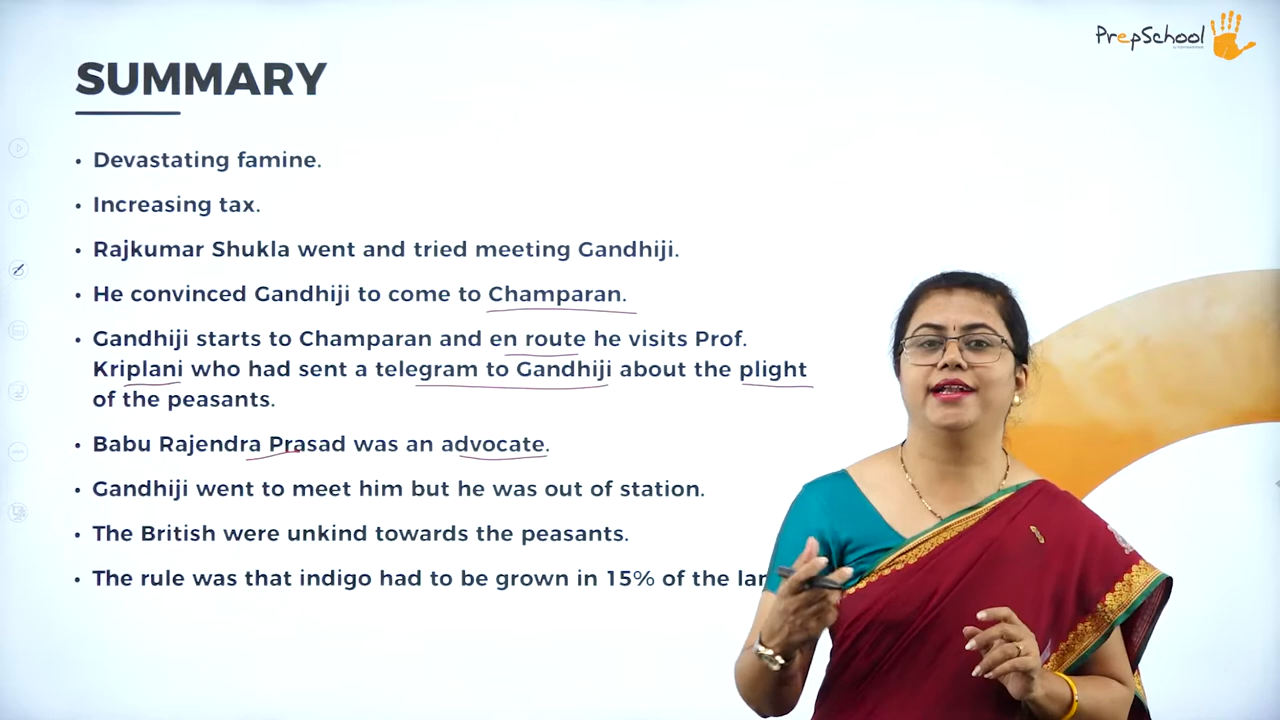 PrepSchool
SUMMARY
• Devastating famine.
• Increasing tax.
• Rajkumar Shukla went and tried meeting Gandhiji.
• He convinced Gandhiji to come to Champaran.
• Gandhiji starts to Champaran and en route he visits Prof.
Kriplani who had sent a telegram to Gandhiji about the plight
of the peasants.
• Babu Rajendra Prasad was an advocate.
• Gandhiji went to meet him but he was out of station.
• The British were unkind towards the peasants.
• The rule was that indigo had to be grown in 15% of the